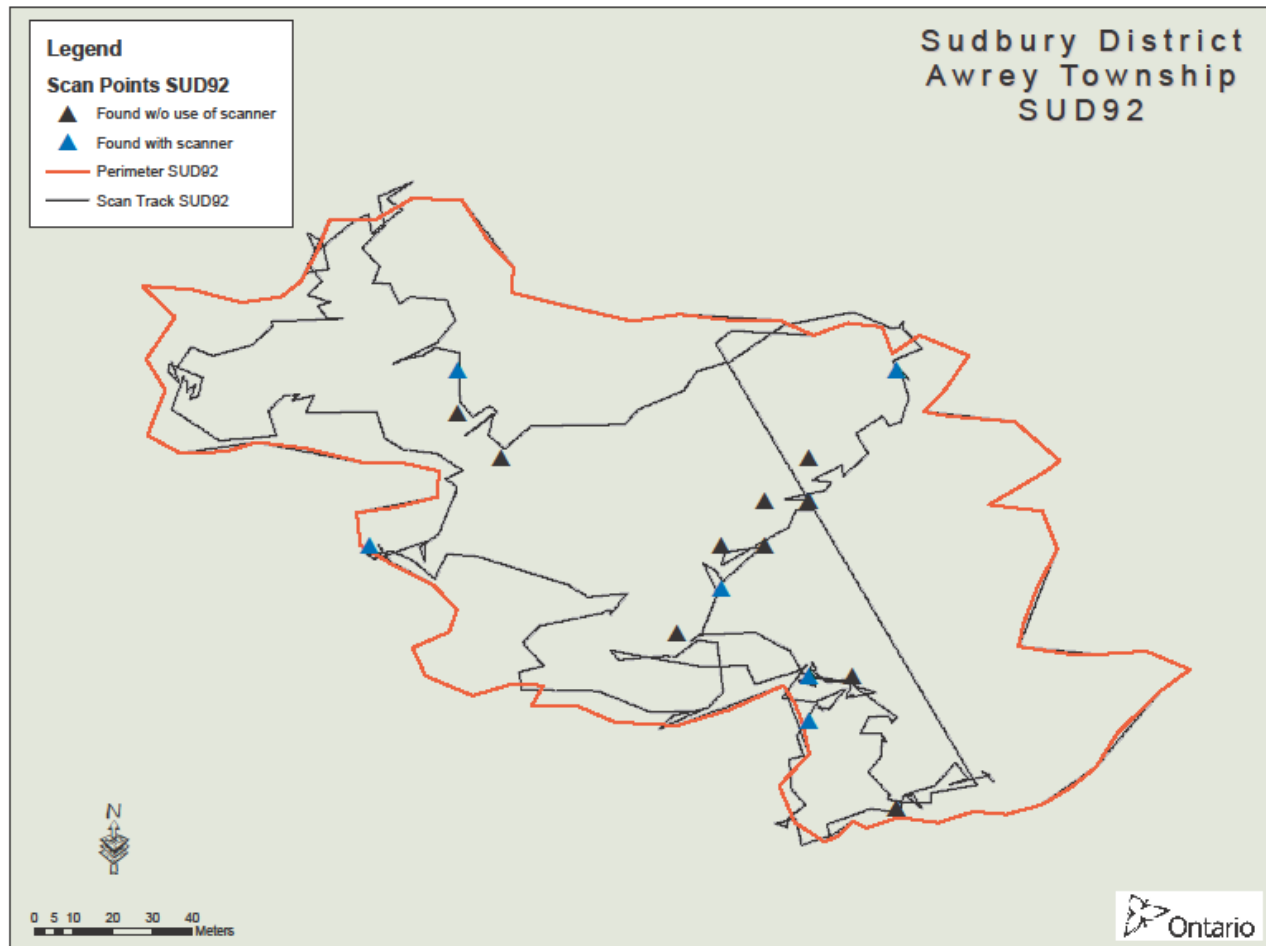 Legend
Scan Points SUD92
Found w/o use of scanner
Found with scanner
Perimeter SUD92
Scan Track SUD92
Sudbury District
Awrey Township
SUD92
N
0 5 10 20 30 40
Meters
Ontario